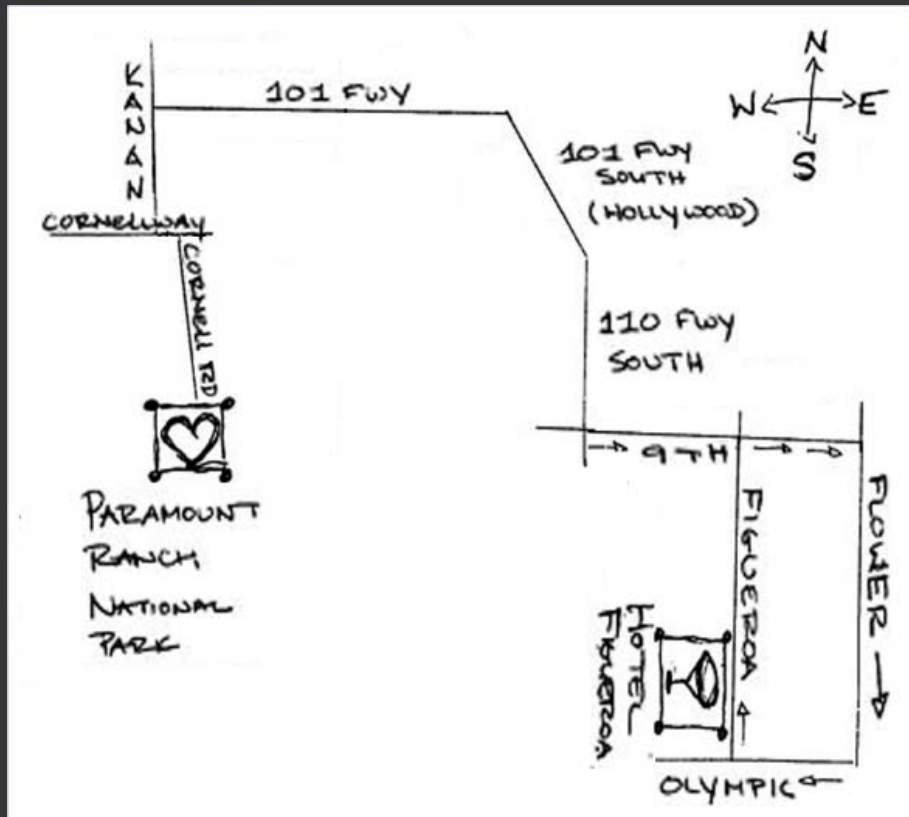 N
W E
S
KANAN
101 FWY
101 FWY
SOUTH
(HOLLYWOOD)
CORNELLWAY
CORNELL RD
110 FWY
SOUTH
9TH
PARAMOUNT
RANCH
NATIONAL
PARK
FIGUEROA
FLOWER
HOTEL
FIGUEROA
OLYMPIC